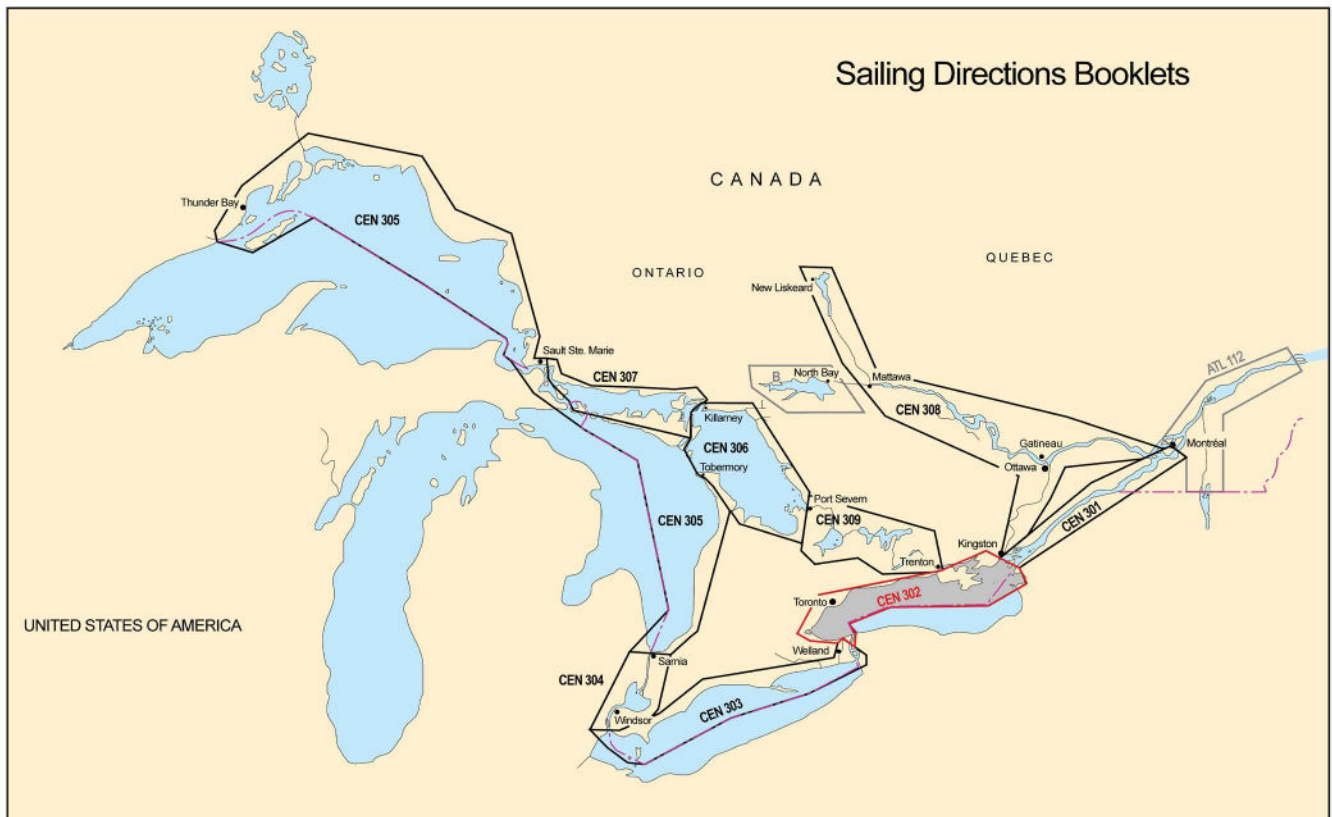 Sailing Directions Booklets
CANADA
Thunder Bay
CEN 305
ONTARIO
QUEBEC
New Liskeard
Sault Ste. Marie
CEN 307
B
North Bay
Mattawa
ATL 112
Killarney
CEN 308
CEN 306
Gatineau
Montréal
Ottawa
Tobermory
CEN 305
Port Severn
CEN 309
CEN 301
Kingston
Trenton
Toronto
CEN 302
UNITED STATES OF AMERICA
Welland
Sarnia
CEN 304
Windsor
CEN 303